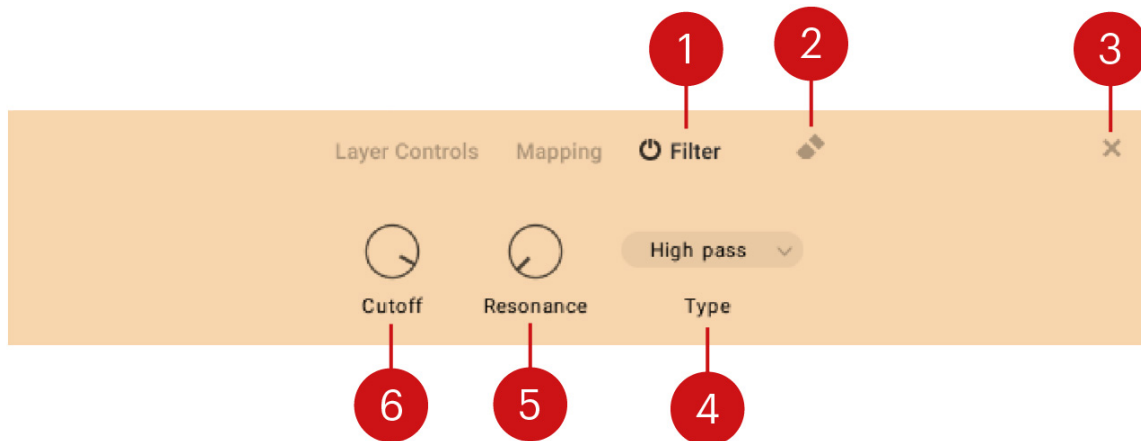 1 2 3
Layer Controls Mapping Filter
High pass
Cutoff Resonance Type
6 5 4